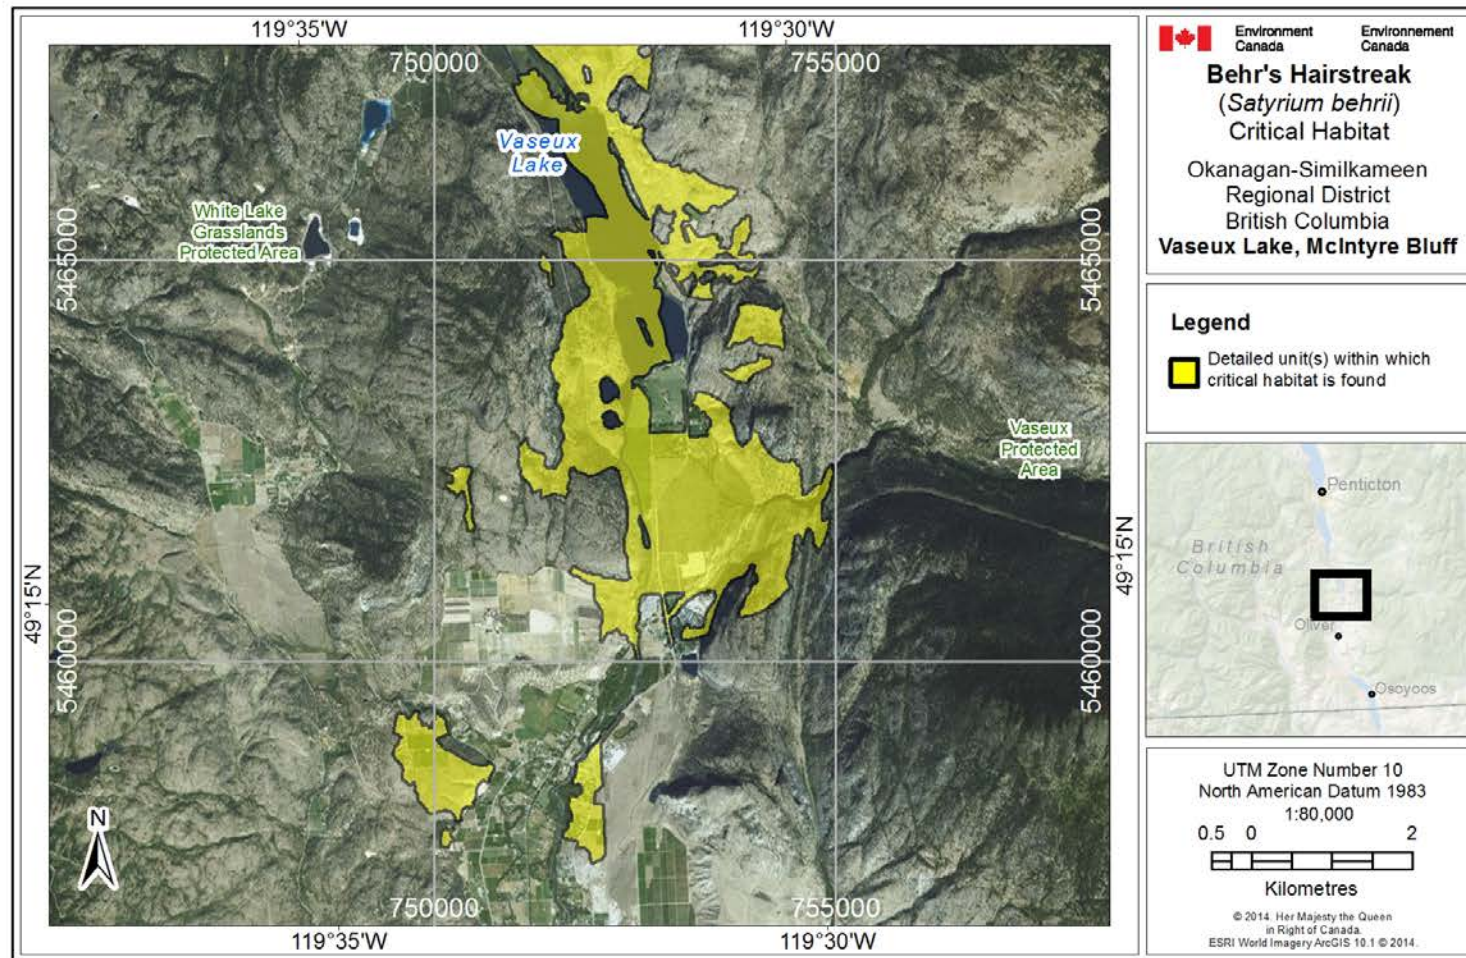 119°35'W
119°30'W
750000
755000
Vaseux
Lake
White Lake
Grasslands
Protected Area
5465000
5465000
Vaseux
Protected
Area
49°15'N
49°15'N
5460000
5460000
N
750000
755000
119°35'W
119°30'W
Environment
Canada
Environnement
Canada
Behr's Hairstreak
(Satyrium behrii)
Critical Habitat
Okanagan-Similkameen
Regional District
British Columbia
Vaseux Lake, McIntyre Bluff
Legend
Detailed unit(s) within which
critical habitat is found
Penticton
British
Columbia
Oliver
Osoyoos
UTM Zone Number 10
North American Datum 1983
1:80,000
0.5 0 2
Kilometres
© 2014. Her Majesty the Queen
in Right of Canada.
ESRI World Imagery ArcGIS 10.1 © 2014.